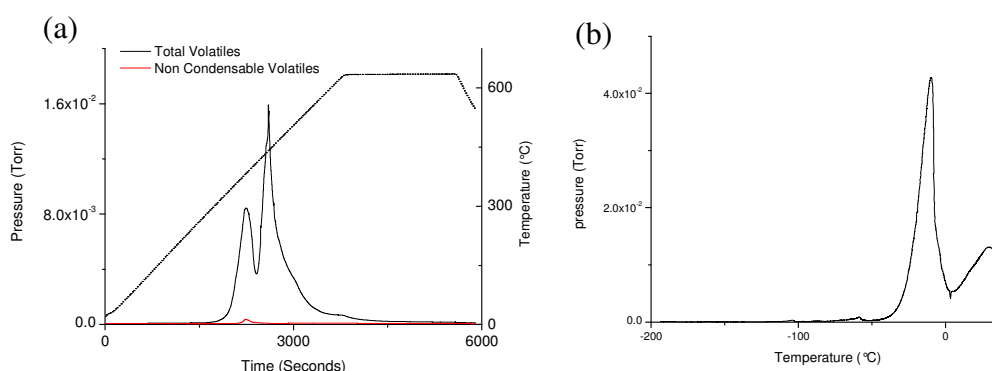 (a)
Total Volatiles
Non Condensable Volatiles
1.6x10⁻²
8.0x10⁻³
0.0
Pressure (Torr)
0 3000 6000
Time (Seconds)
600
300
0
Temperature (°C)
(b)
4.0x10⁻²
2.0x10⁻²
0.0
pressure (Torr)
-200 -100 0
Temperature (°C)